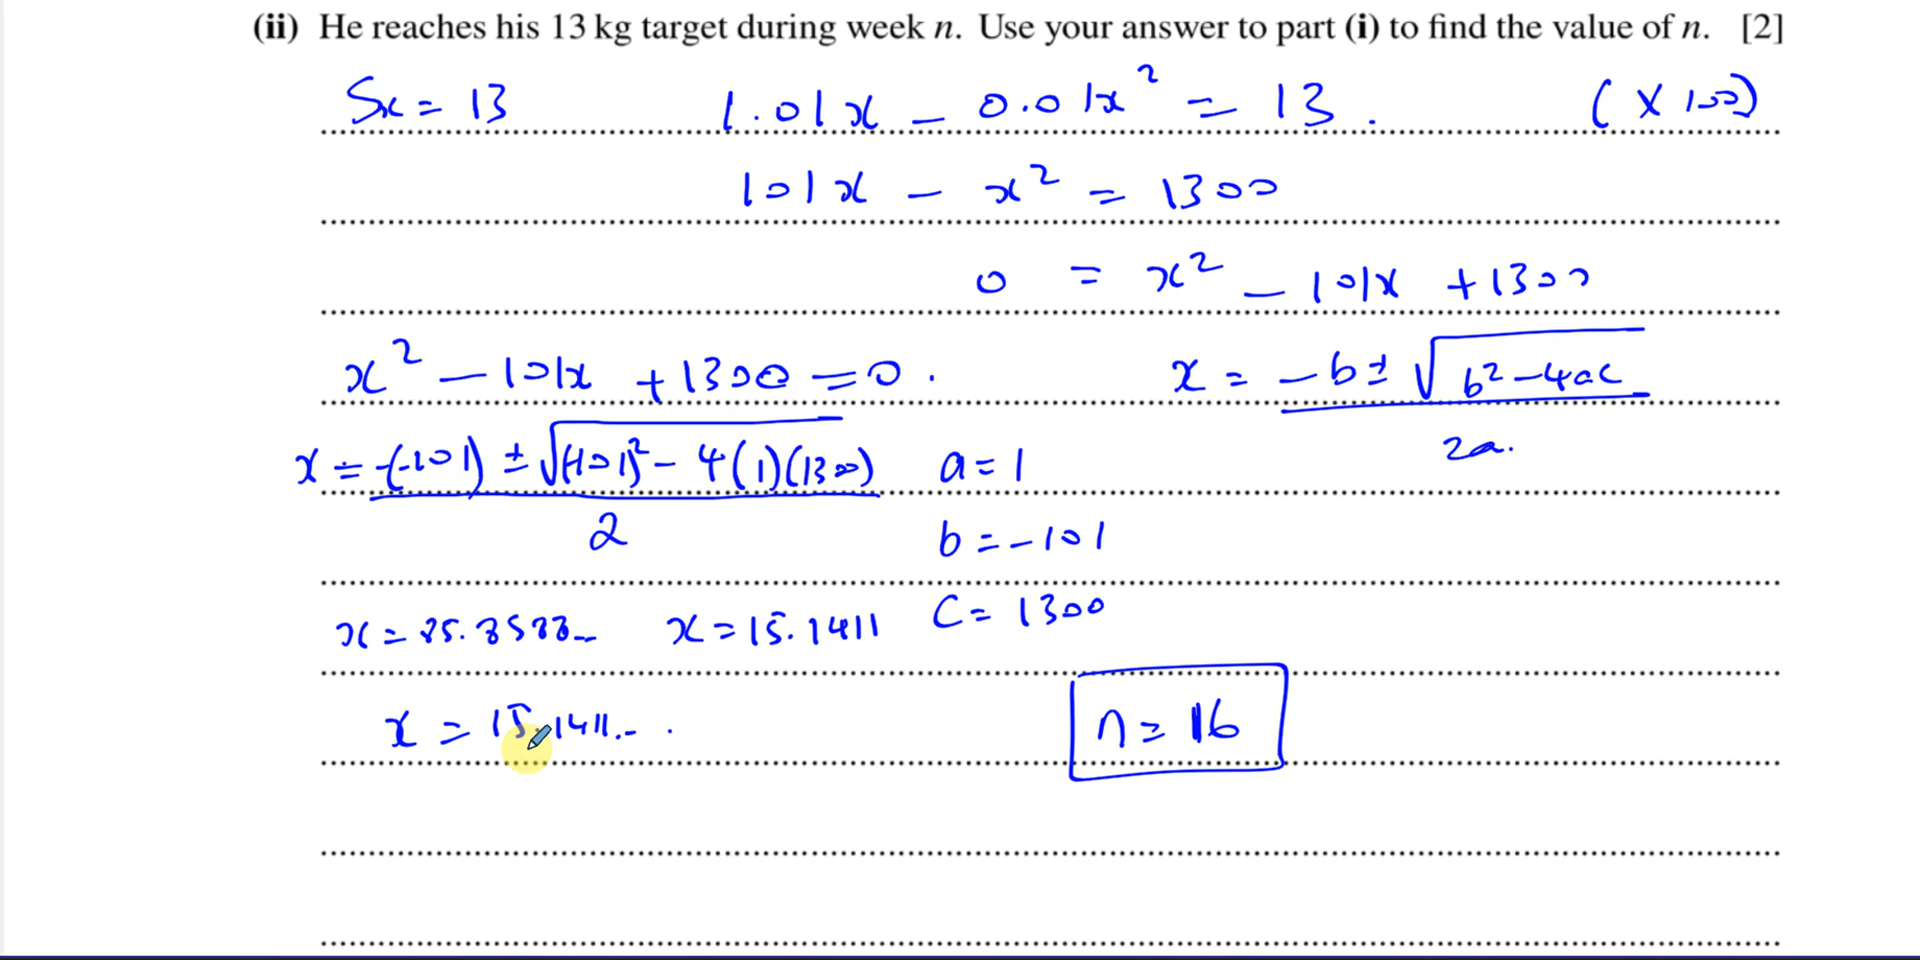 (ii) He reaches his 13 kg target during week n. Use your answer to part (i) to find the value of n. [2]
Sx = 13 1.01x - 0.01x² = 13. (× 100)
101x - x² = 1300
0 = x² - 101x + 1300
x² - 101x + 1300 = 0. x = -b ± √b² - 4ac
2a.
x = -(-101) ± √(-101)² - 4(1)(1300) a = 1
2 b = -101
x = 85.8588-- x = 15.1411 C = 1300
x = 15.1411.- . n = 16